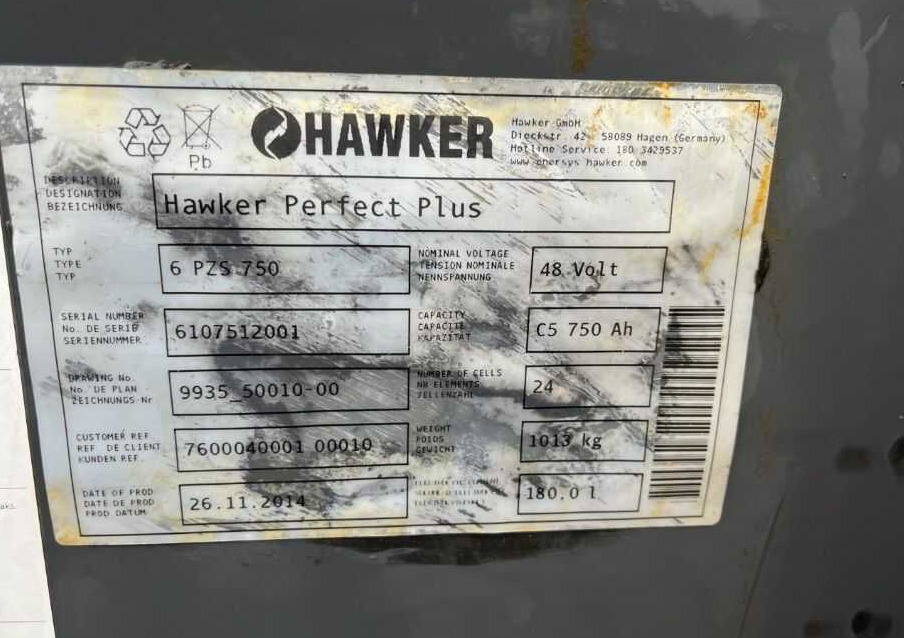 HAWKER
Pb
Hawker GmbH
Dieckstr. 42 58089 Hagen (Germany)
Hotline Service: 180 3429537
www.enersys-hawker.com
DESCRIPTION
DESIGNATION
BEZEICHNUNG
Hawker Perfect Plus
TYP
TYPE
TYP
6 PZS 750
NOMINAL VOLTAGE
TENSION NOMINALE
NENNSPANNUNG
48 Volt
SERIAL NUMBER
No. DE SERIE
SERIENNUMMER
6107512001
CAPACITY
CAPACITE
KAPAZITÄT
C5 750 Ah
DRAWING No.
No. DE PLAN
ZEICHNUNGS-Nr
9935_50010-00
NUMBER OF CELLS
NB ELEMENTS
ZELLENZAHL
24
CUSTOMER REF.
REF. DE CLIENT
KUNDEN REF.
7600040001 00010
WEIGHT
POIDS
GEWICHT
1013 kg
DATE OF PROD
DATE DE PROD
PROD DATUM
26.11.2014
180.0 l